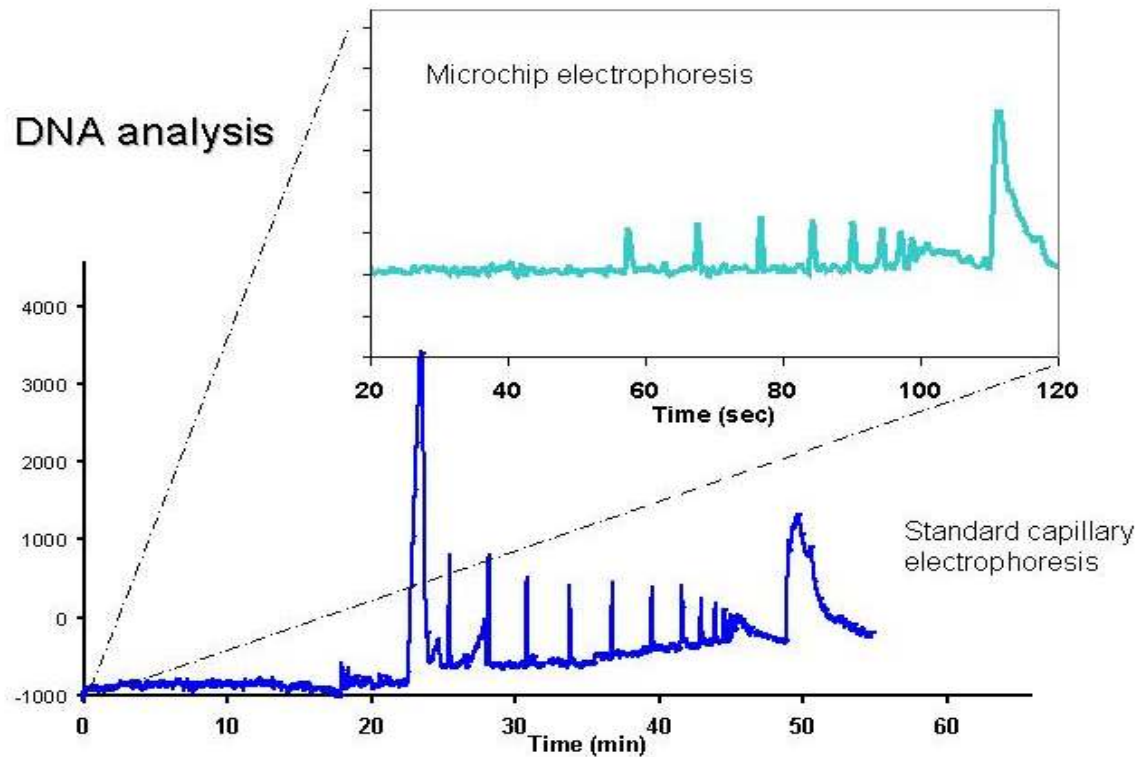 Microchip electrophoresis
DNA analysis
20 40 60 80 100 120
Time (sec)
4000
3000
2000
1000
0
-1000
Standard capillary
electrophoresis
0 10 20 30 40 50 60
Time (min)